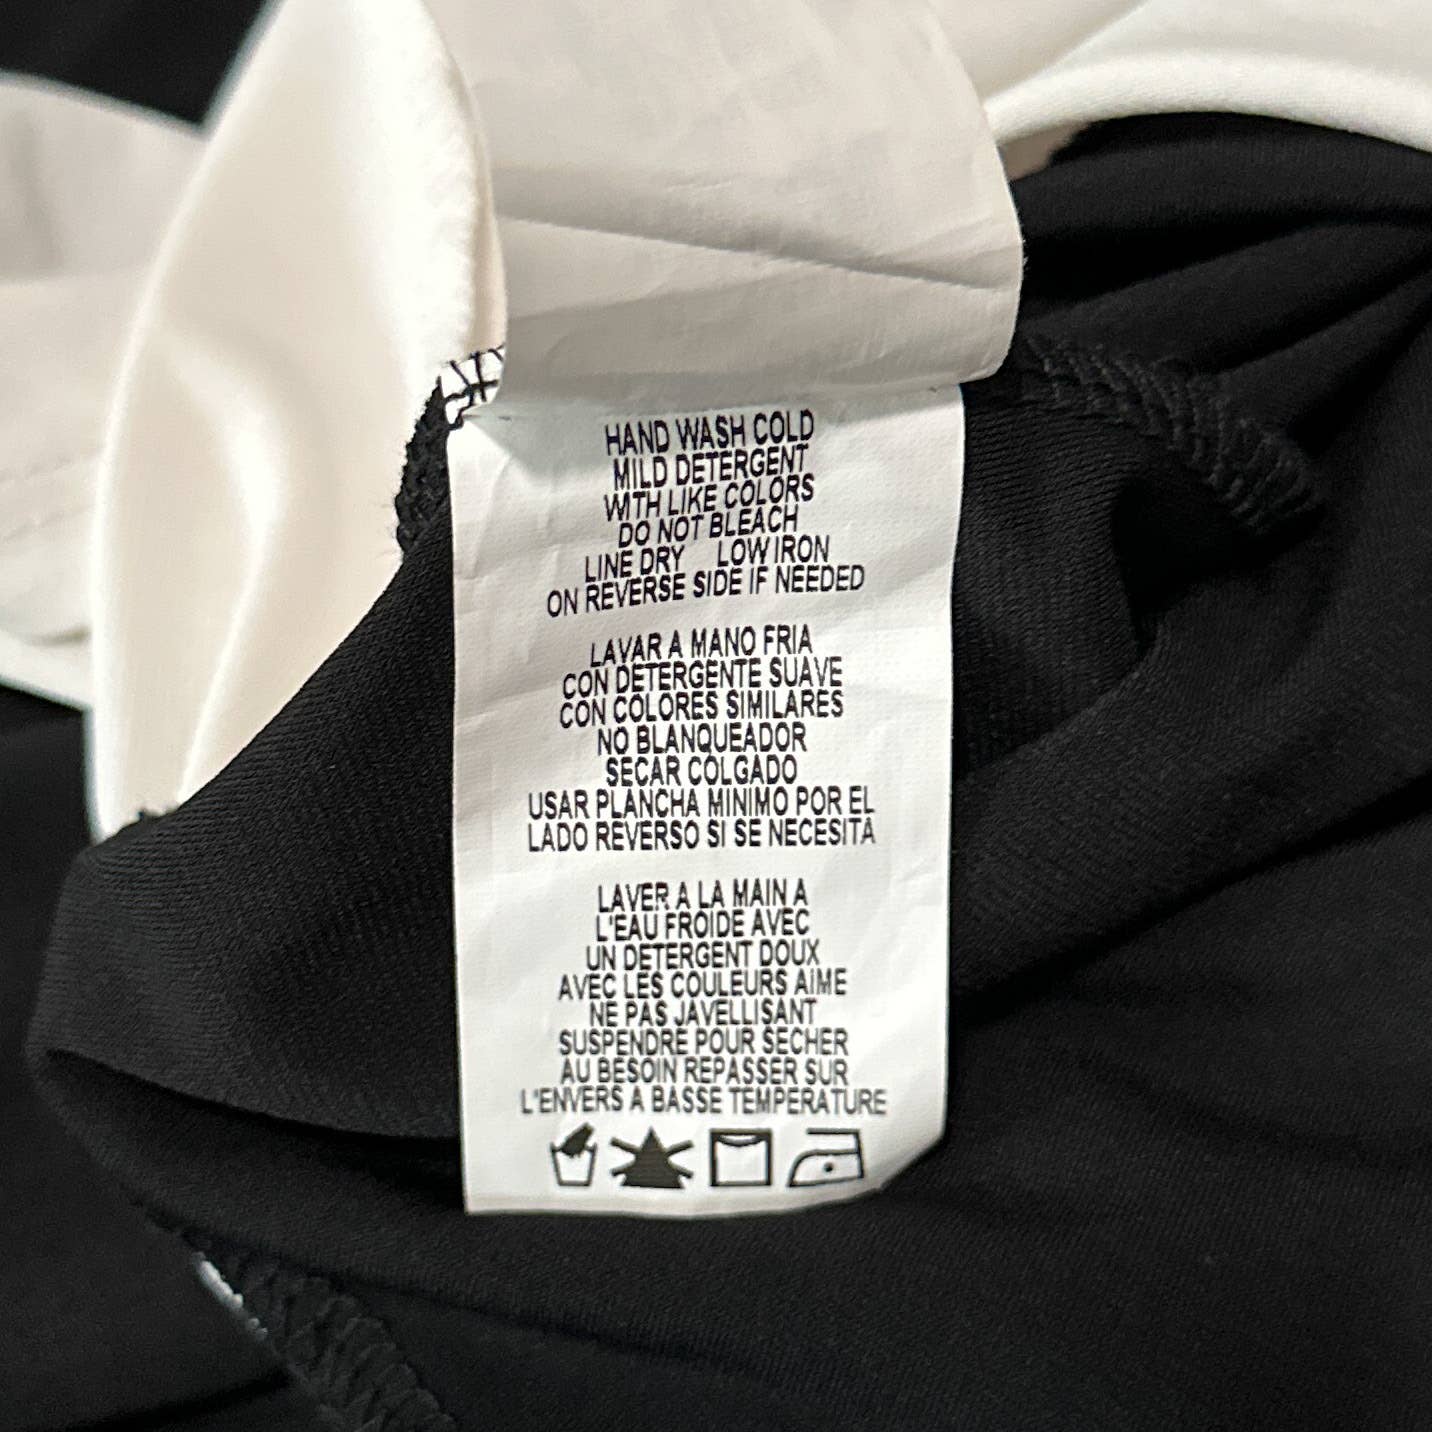 HAND WASH COLD
MILD DETERGENT
WITH LIKE COLORS
DO NOT BLEACH
LINE DRY LOW IRON
ON REVERSE SIDE IF NEEDED
LAVAR A MANO FRIA
CON DETERGENTE SUAVE
CON COLORES SIMILARES
NO BLANQUEADOR
SECAR COLGADO
USAR PLANCHA MINIMO POR EL
LADO REVERSO SI SE NECESITA
LAVER A LA MAIN A
L'EAU FROIDE AVEC
UN DETERGENT DOUX
AVEC LES COULEURS AIME
NE PAS JAVELLISANT
SUSPENDRE POUR SECHER
AU BESOIN REPASSER SUR
L'ENVERS A BASSE TEMPERATURE